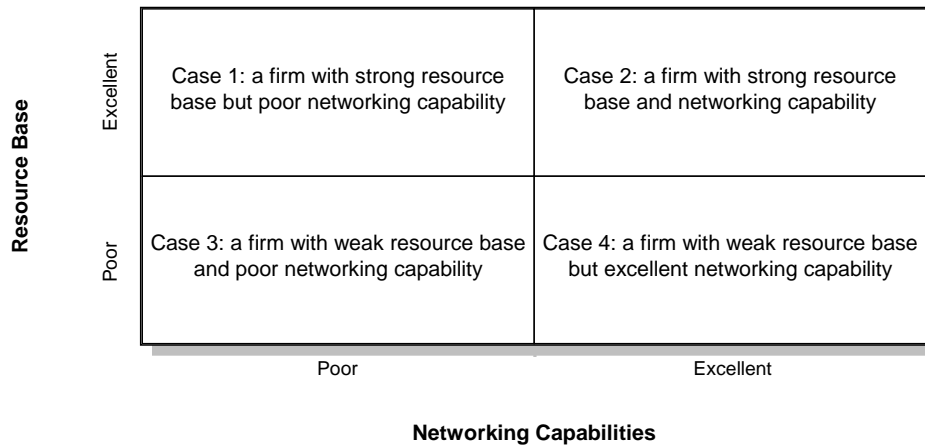 Resource Base
Excellent
Case 1: a firm with strong resource
base but poor networking capability
Case 2: a firm with strong resource
base and networking capability
Poor
Case 3: a firm with weak resource base
and poor networking capability
Case 4: a firm with weak resource base
but excellent networking capability
Poor
Excellent
Networking Capabilities